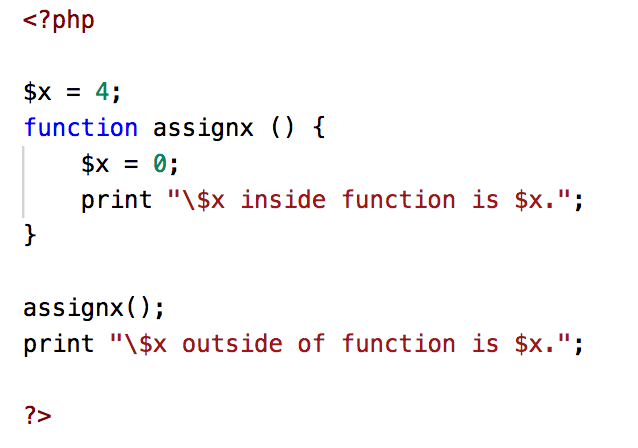 <?php
$x = 4;
function assignx () {
    $x = 0;
    print "\$x inside function is $x.";
}
assignx();
print "\$x outside of function is $x.";
?>